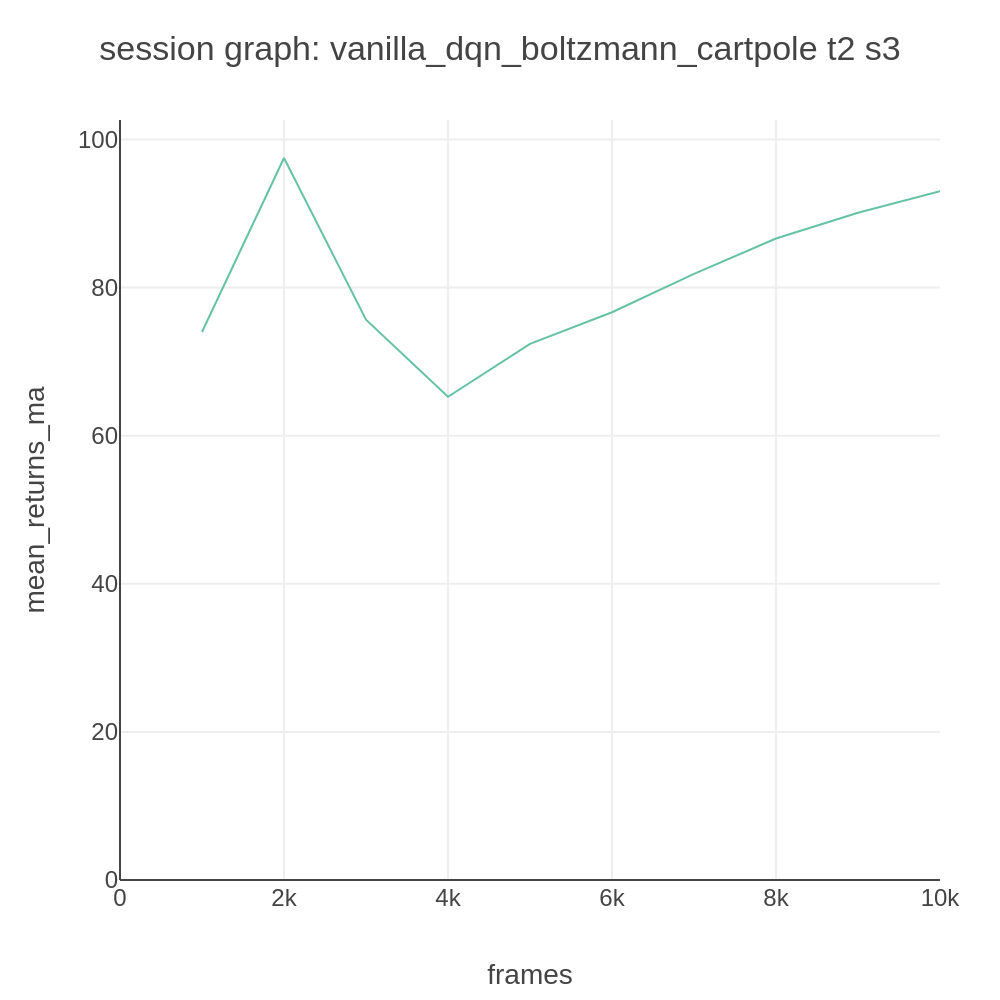 session graph: vanilla_dqn_boltzmann_cartpole t2 s3
mean_returns_ma
100
80
60
40
20
0
0 2k 4k 6k 8k 10k
frames